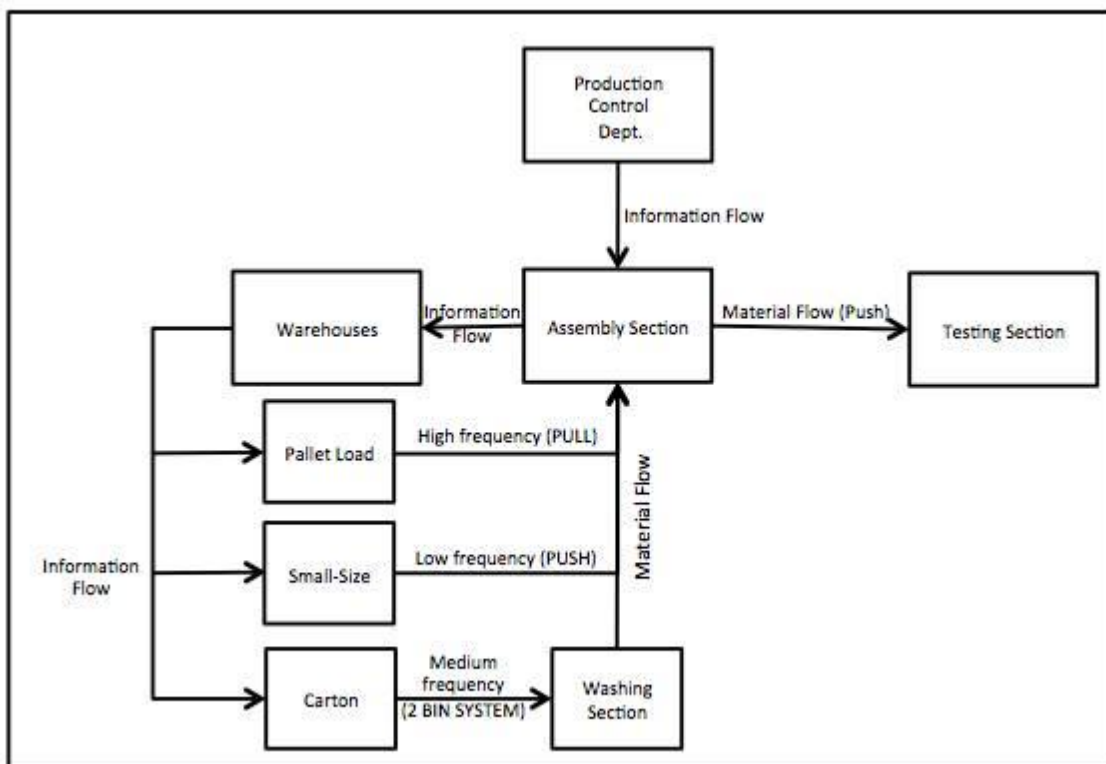 Production
Control
Dept.
Information Flow
Warehouses
Information
Flow
Assembly Section
Material Flow (Push)
Testing Section
Pallet Load
High frequency (PULL)
Material Flow
Information
Flow
Small-Size
Low frequency (PUSH)
Carton
Medium
frequency
(2 BIN SYSTEM)
Washing
Section